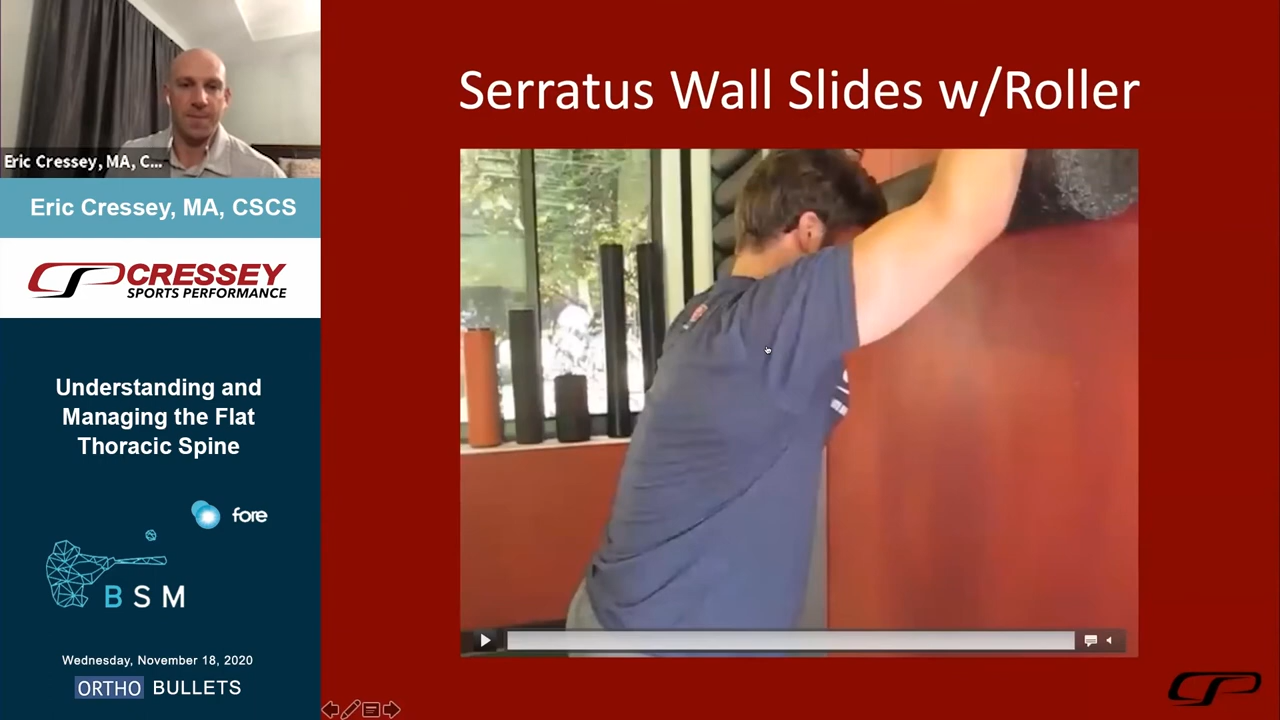 Serratus Wall Slides w/Roller
Eric Cressey, MA, C...
Eric Cressey, MA, CSCS
CRESSEY
SPORTS PERFORMANCE
Understanding and
Managing the Flat
Thoracic Spine
fore
BSM
Wednesday, November 18, 2020
ORTHO BULLETS